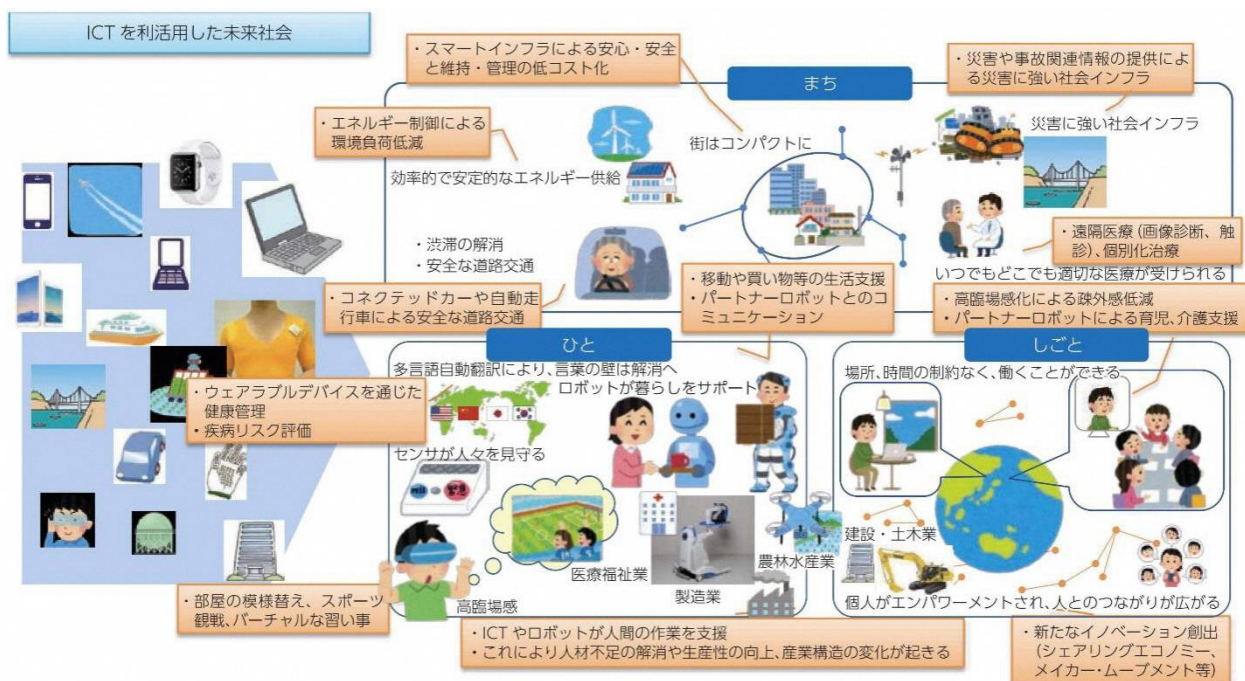 ICTを利活用した未来社会
・スマートインフラによる安心・安全
と維持・管理の低コスト化
まち
・災害や事故関連情報の提供によ
る災害に強い社会インフラ
・エネルギー制御による
環境負荷低減
街はコンパクトに
災害に強い社会インフラ
効率的で安定的なエネルギー供給
・渋滞の解消
・安全な道路交通
・遠隔医療(画像診断、触
診)、個別化治療
いつでもどこでも適切な医療が受けられる
・コネクテッドカーや自動走
行車による安全な道路交通
・移動や買い物等の生活支援
・パートナーロボットとのコ
ミュニケーション
・高臨場感化による疎外感低減
・パートナーロボットによる育児、介護支援
ひと
多言語自動翻訳により、言葉の壁は解消へ
ロボットが暮らしをサポート
・ウェアラブルデバイスを通じた
健康管理
・疾病リスク評価
センサが人々を見守る
高臨場感
医療福祉業
製造業
農林水産業
しごと
場所、時間の制約なく、働くことができる
建設・土木業
個人がエンパワーメントされ、人とのつながりが広がる
・部屋の模様替え、スポーツ
観戦、バーチャルな習い事
・ICTやロボットが人間の作業を支援
・これにより人材不足の解消や生産性の向上、産業構造の変化が起きる
・新たなイノベーション創出
(シェアリングエコノミー、
メイカー・ムーブメント等)